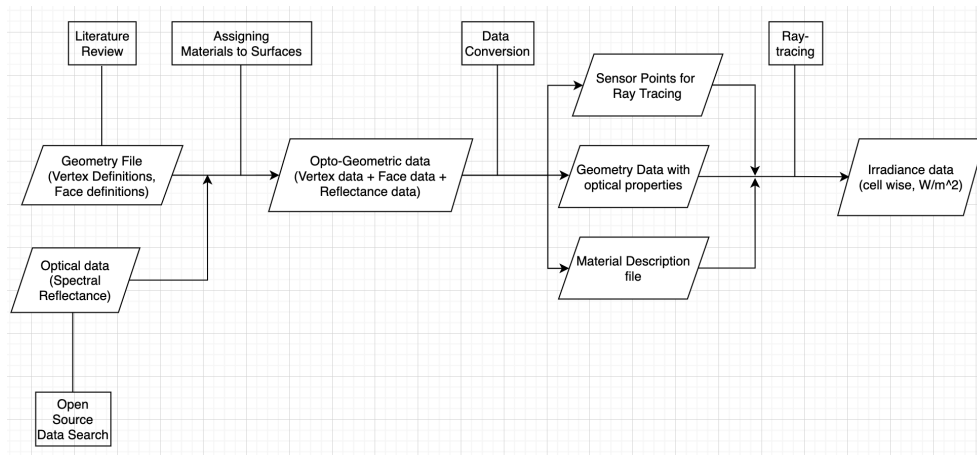 Literature
Review
Assigning
Materials to Surfaces
Data
Conversion
Ray-
tracing
Sensor Points for
Ray Tracing
Geometry File
(Vertex Definitions,
Face definitions)
Opto-Geometric data
(Vertex data + Face data +
Reflectance data)
Geometry Data with
optical properties
Irradiance data
(cell wise, W/m^2)
Optical data
(Spectral
Reflectance)
Material Description
file
Open
Source
Data Search